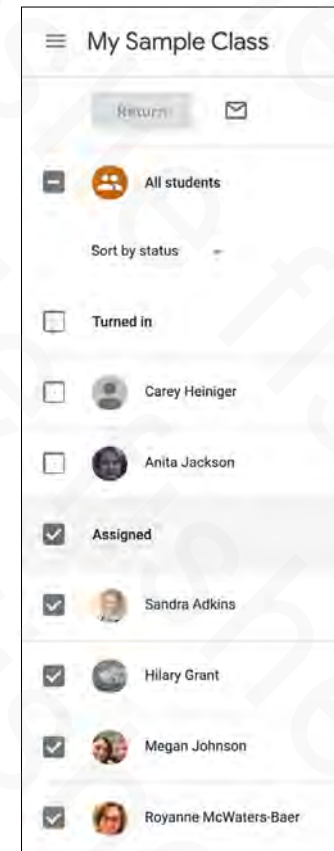 My Sample Class
Return
All students
Sort by status
Turned in
Carey Heiniger
Anita Jackson
Assigned
Sandra Adkins
Hilary Grant
Megan Johnson
Royanne McWaters-Baer